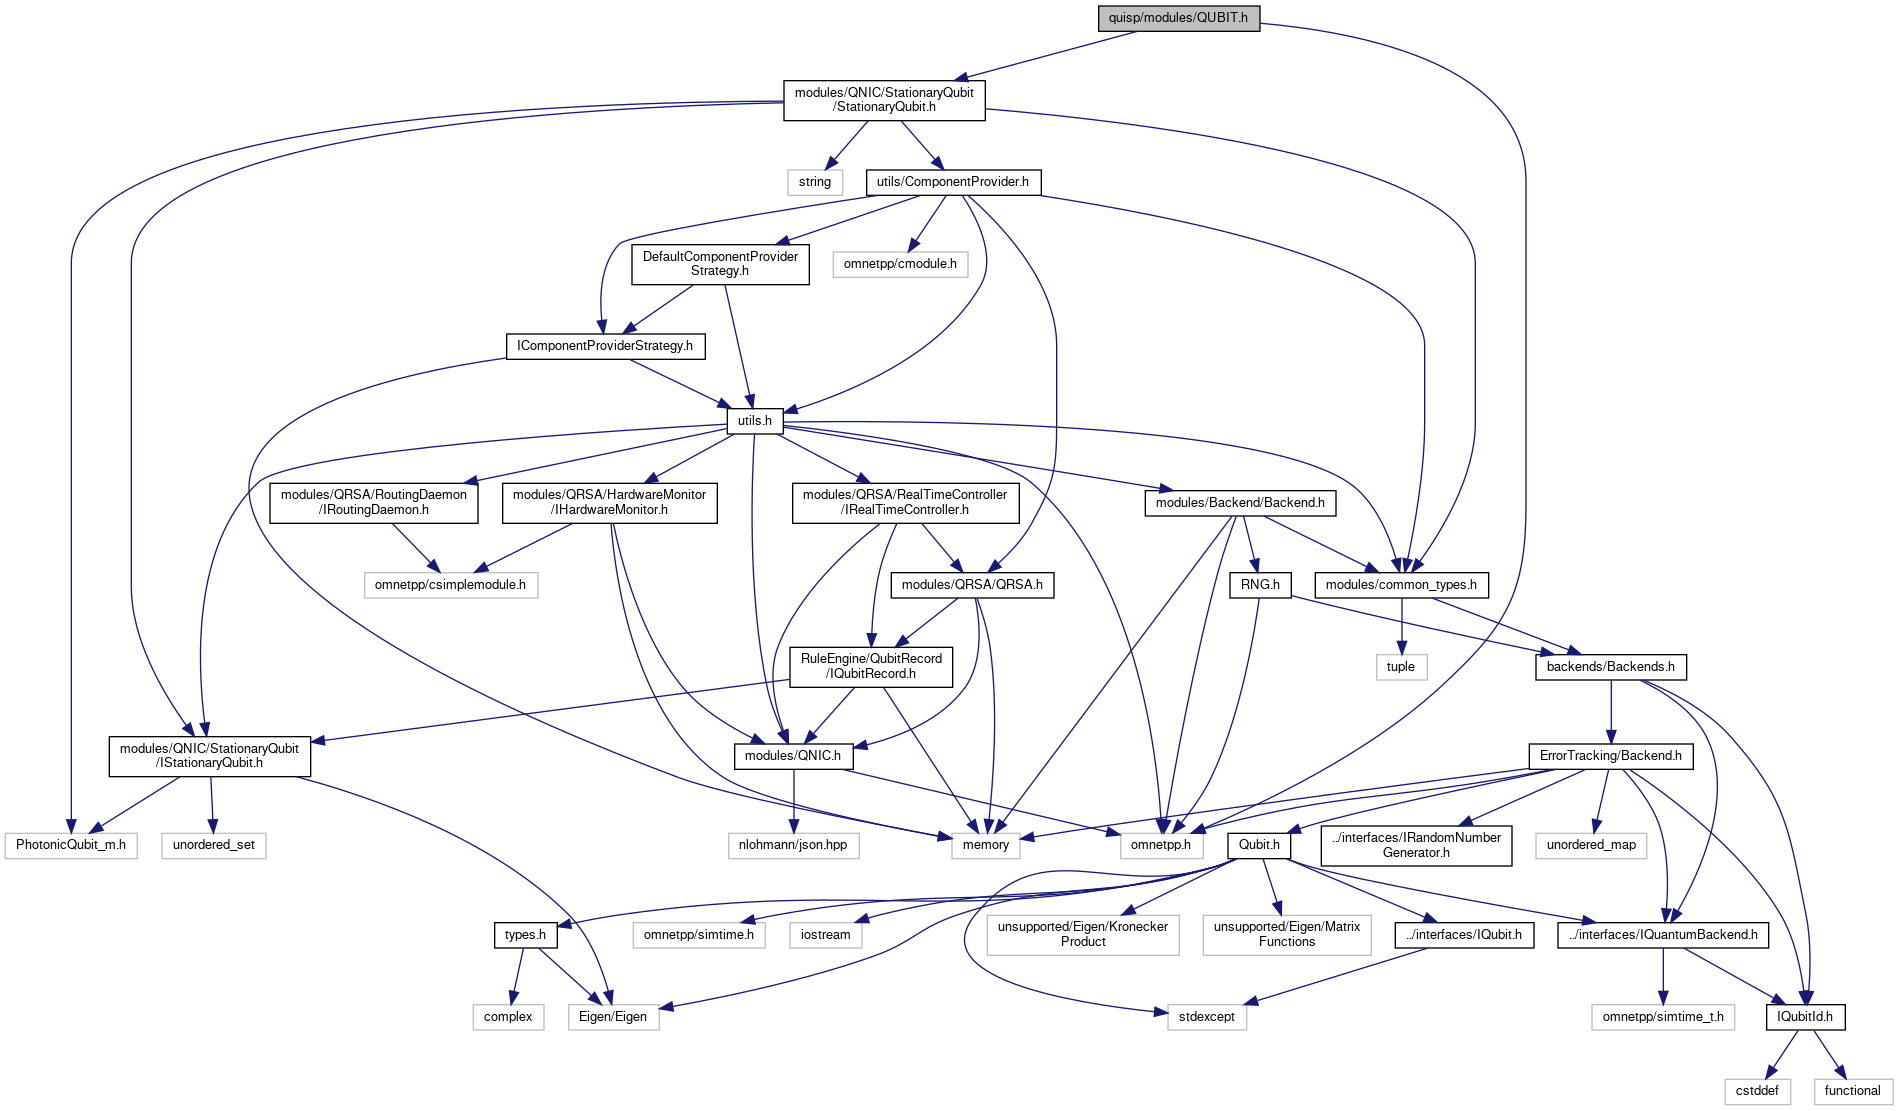 quisp/modules/QUBIT.h
modules/QNIC/StationaryQubit
/StationaryQubit.h
string
utils/ComponentProvider.h
DefaultComponentProvider
Strategy.h
omnetpp/cmodule.h
IComponentProviderStrategy.h
utils.h
modules/QRSA/RoutingDaemon
/IRoutingDaemon.h
modules/QRSA/HardwareMonitor
/IHardwareMonitor.h
modules/QRSA/RealTimeController
/IRealTimeController.h
modules/Backend/Backend.h
omnetpp/csimplemodule.h
modules/QRSA/QRSA.h
RNG.h
modules/common_types.h
RuleEngine/QubitRecord
/IQubitRecord.h
tuple
backends/Backends.h
modules/QNIC/StationaryQubit
/IStationaryQubit.h
modules/QNIC.h
ErrorTracking/Backend.h
PhotonicQubit_m.h
unordered_set
nlohmann/json.hpp
memory
omnetpp.h
Qubit.h
../interfaces/IRandomNumber
Generator.h
unordered_map
types.h
omnetpp/simtime.h
iostream
unsupported/Eigen/Kronecker
Product
unsupported/Eigen/Matrix
Functions
../interfaces/IQubit.h
../interfaces/IQuantumBackend.h
complex
Eigen/Eigen
stdexcept
omnetpp/simtime_t.h
IQubitId.h
cstddef
functional